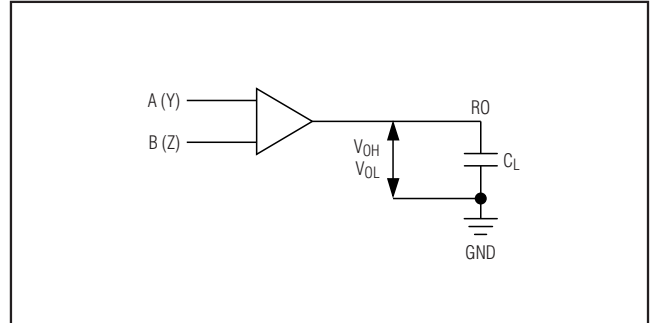 A (Y)
B (Z)
VOH
VOL
RO
CL
GND